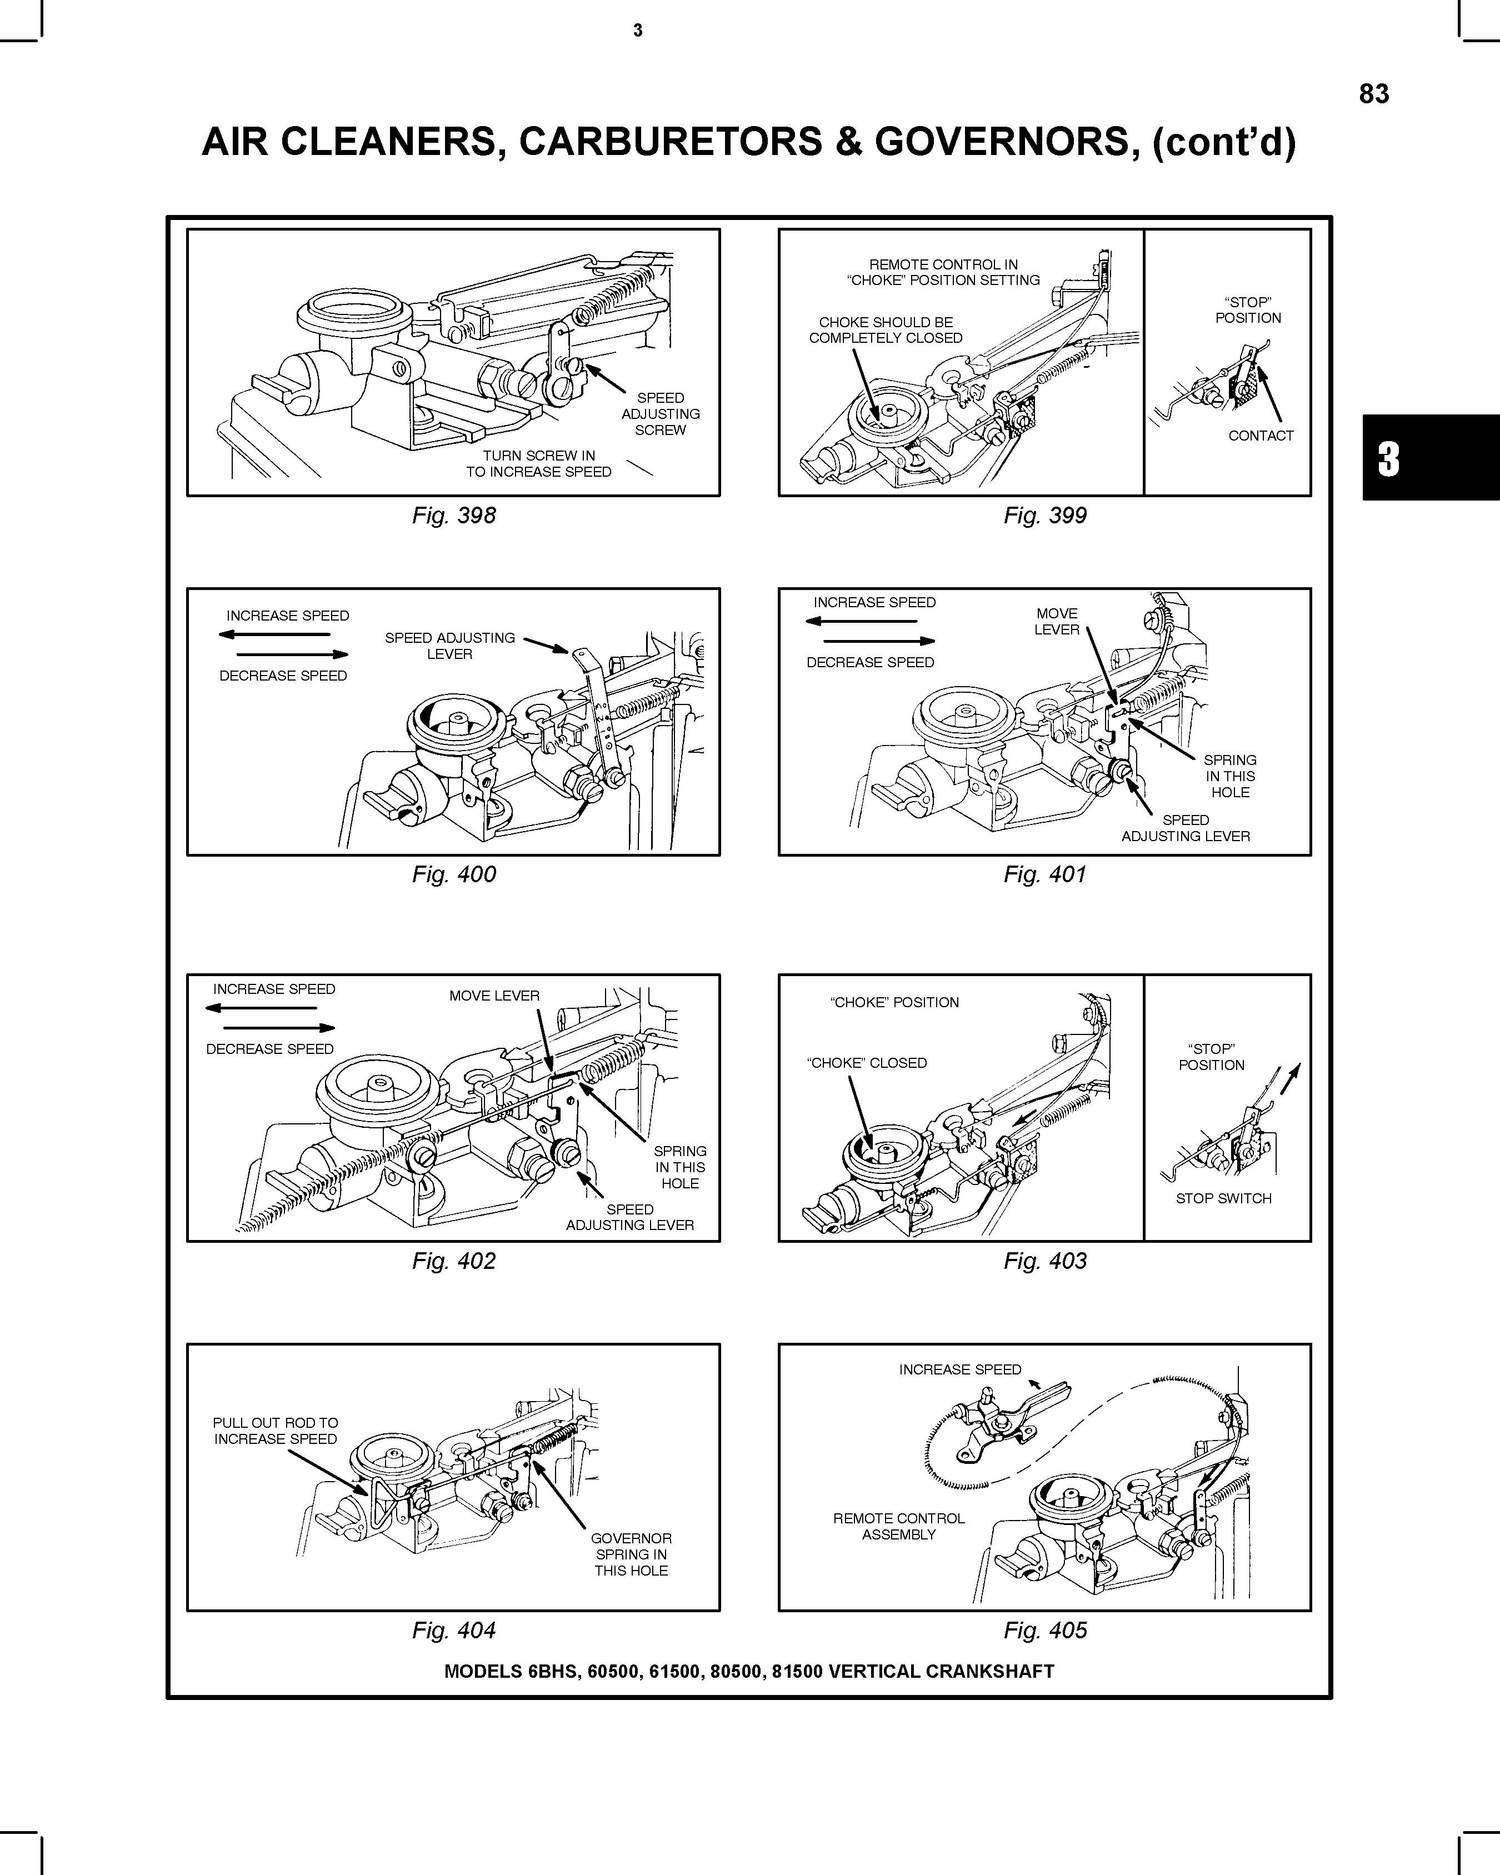 3
83
AIR CLEANERS, CARBURETORS & GOVERNORS, (cont’d)
SPEED
ADJUSTING
SCREW
TURN SCREW IN
TO INCREASE SPEED
Fig. 398
REMOTE CONTROL IN
“CHOKE” POSITION SETTING
CHOKE SHOULD BE
COMPLETELY CLOSED
“STOP”
POSITION
CONTACT
Fig. 399
3
INCREASE SPEED
DECREASE SPEED
SPEED ADJUSTING
LEVER
Fig. 400
INCREASE SPEED
DECREASE SPEED
MOVE
LEVER
SPRING
IN THIS
HOLE
SPEED
ADJUSTING LEVER
Fig. 401
INCREASE SPEED
DECREASE SPEED
MOVE LEVER
SPRING
IN THIS
HOLE
SPEED
ADJUSTING LEVER
Fig. 402
“CHOKE” POSITION
“CHOKE” CLOSED
“STOP”
POSITION
STOP SWITCH
Fig. 403
PULL OUT ROD TO
INCREASE SPEED
GOVERNOR
SPRING IN
THIS HOLE
Fig. 404
INCREASE SPEED
REMOTE CONTROL
ASSEMBLY
Fig. 405
MODELS 6BHS, 60500, 61500, 80500, 81500 VERTICAL CRANKSHAFT